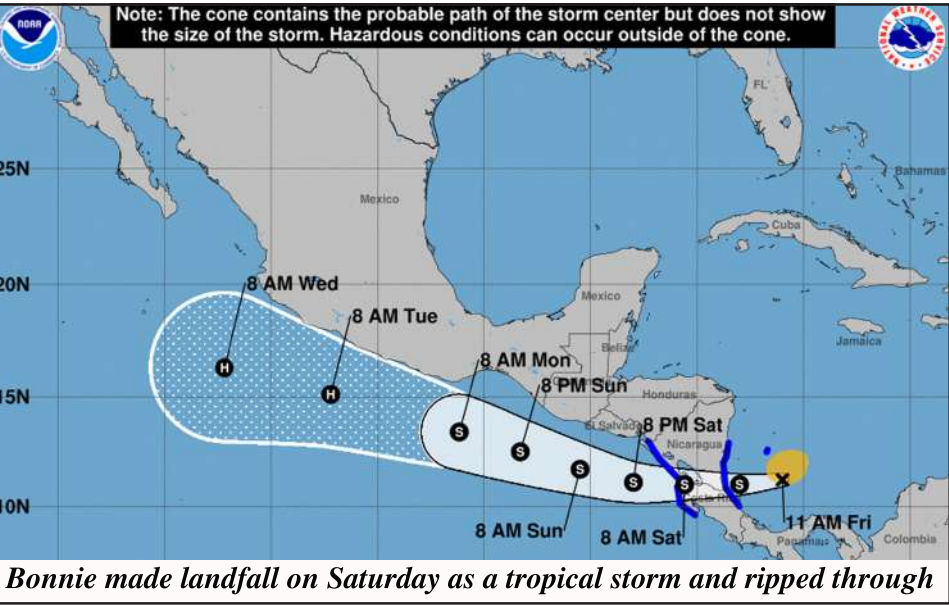 Note: The cone contains the probable path of the storm center but does not show
the size of the storm. Hazardous conditions can occur outside of the cone.
NOAA
NATIONAL WEATHER SERVICE
FL
25N
Bahamas
Mexico
Cuba
20N
8 AM Wed
Mexico
8 AM Tue
Jamaica
Belize
8 AM Mon
8 PM Sun
15N
Honduras
El Salvador
8 PM Sat
Nicaragua
H
H
S
S
S
S
S
S
10N
8 AM Sun
8 AM Sat
11 AM Fri
Panama
Colombia
Bonnie made landfall on Saturday as a tropical storm and ripped through